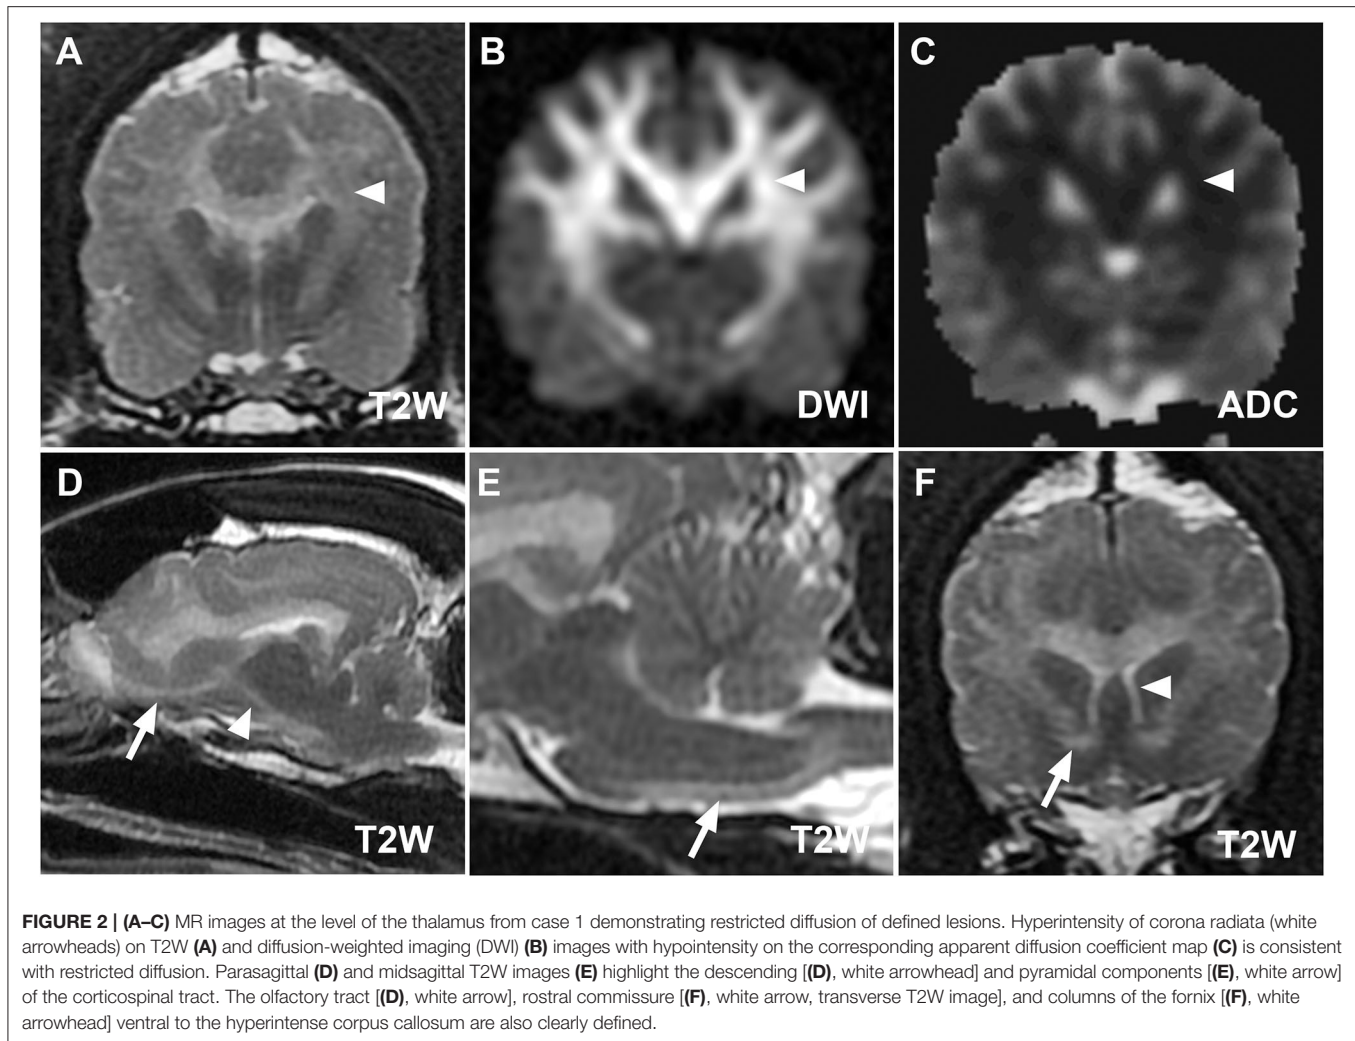 A
B
C
T2W
DWI
ADC
D
E
F
T2W
T2W
T2W
FIGURE 2 | (A–C) MR images at the level of the thalamus from case 1 demonstrating restricted diffusion of defined lesions. Hyperintensity of corona radiata (white
arrowheads) on T2W (A) and diffusion-weighted imaging (DWI) (B) images with hypointensity on the corresponding apparent diffusion coefficient map (C) is consistent
with restricted diffusion. Parasagittal (D) and midsagittal T2W images (E) highlight the descending [(D), white arrowhead] and pyramidal components [(E), white arrow]
of the corticospinal tract. The olfactory tract [(D), white arrow], rostral commissure [(F), white arrow, transverse T2W image], and columns of the fornix [(F), white
arrowhead] ventral to the hyperintense corpus callosum are also clearly defined.